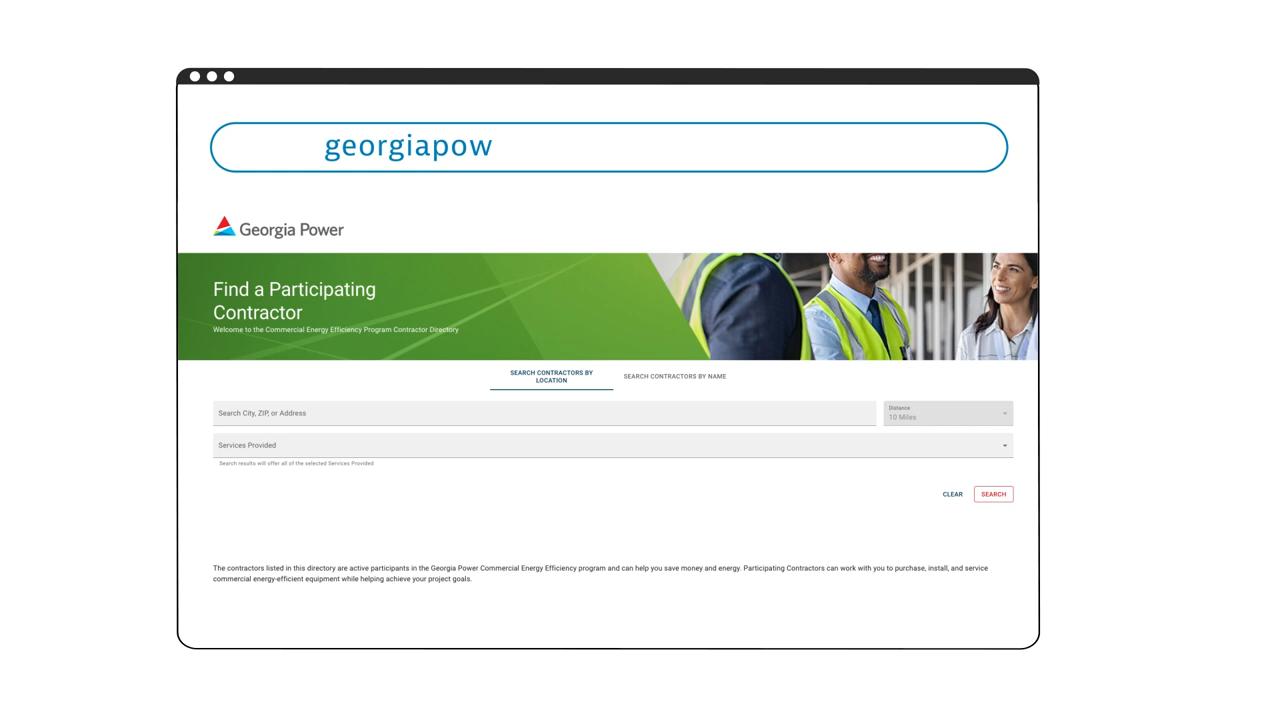 georgiapow
Georgia Power
Find a Participating
Contractor
Welcome to the Commercial Energy Efficiency Program Contractor Directory
SEARCH CONTRACTORS BY
LOCATION
SEARCH CONTRACTORS BY NAME
Search City, ZIP, or Address
Distance
10 Miles
Services Provided
Search results will offer all of the selected Services Provided
CLEAR
SEARCH
The contractors listed in this directory are active participants in the Georgia Power Commercial Energy Efficiency program and can help you save money and energy. Participating Contractors can work with you to purchase, install, and service
commercial energy-efficient equipment while helping achieve your project goals.